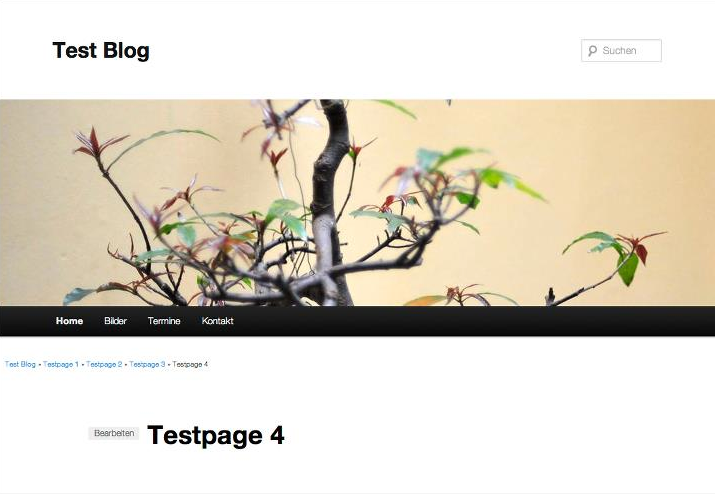 Test Blog
Suchen
Home Bilder Termine Kontakt
Test Blog • Testpage 1 • Testpage 2 • Testpage 3 • Testpage 4
Bearbeiten Testpage 4